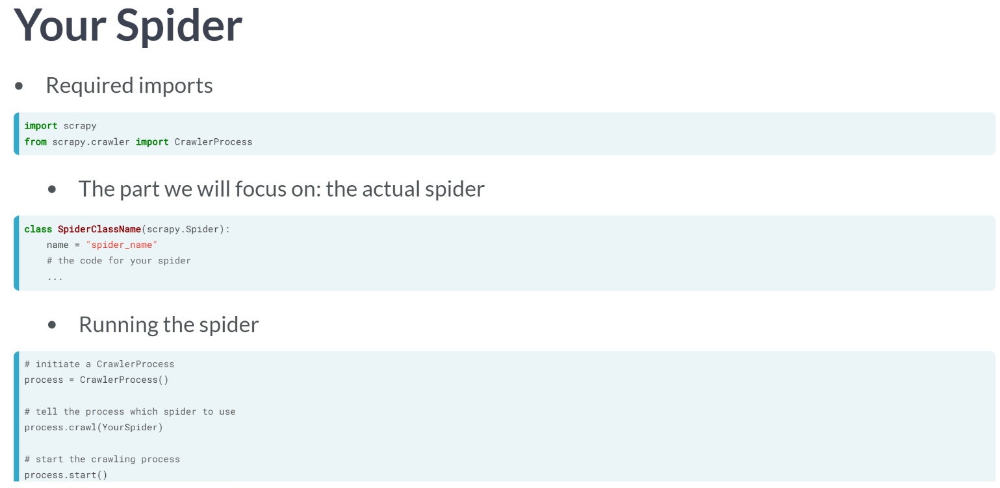 Your Spider
• Required imports
import scrapy
from scrapy.crawler import CrawlerProcess
• The part we will focus on: the actual spider
class SpiderClassName(scrapy.Spider):
    name = "spider_name"
    # the code for your spider
    ...
• Running the spider
# initiate a CrawlerProcess
process = CrawlerProcess()
# tell the process which spider to use
process.crawl(YourSpider)
# start the crawling process
process.start()